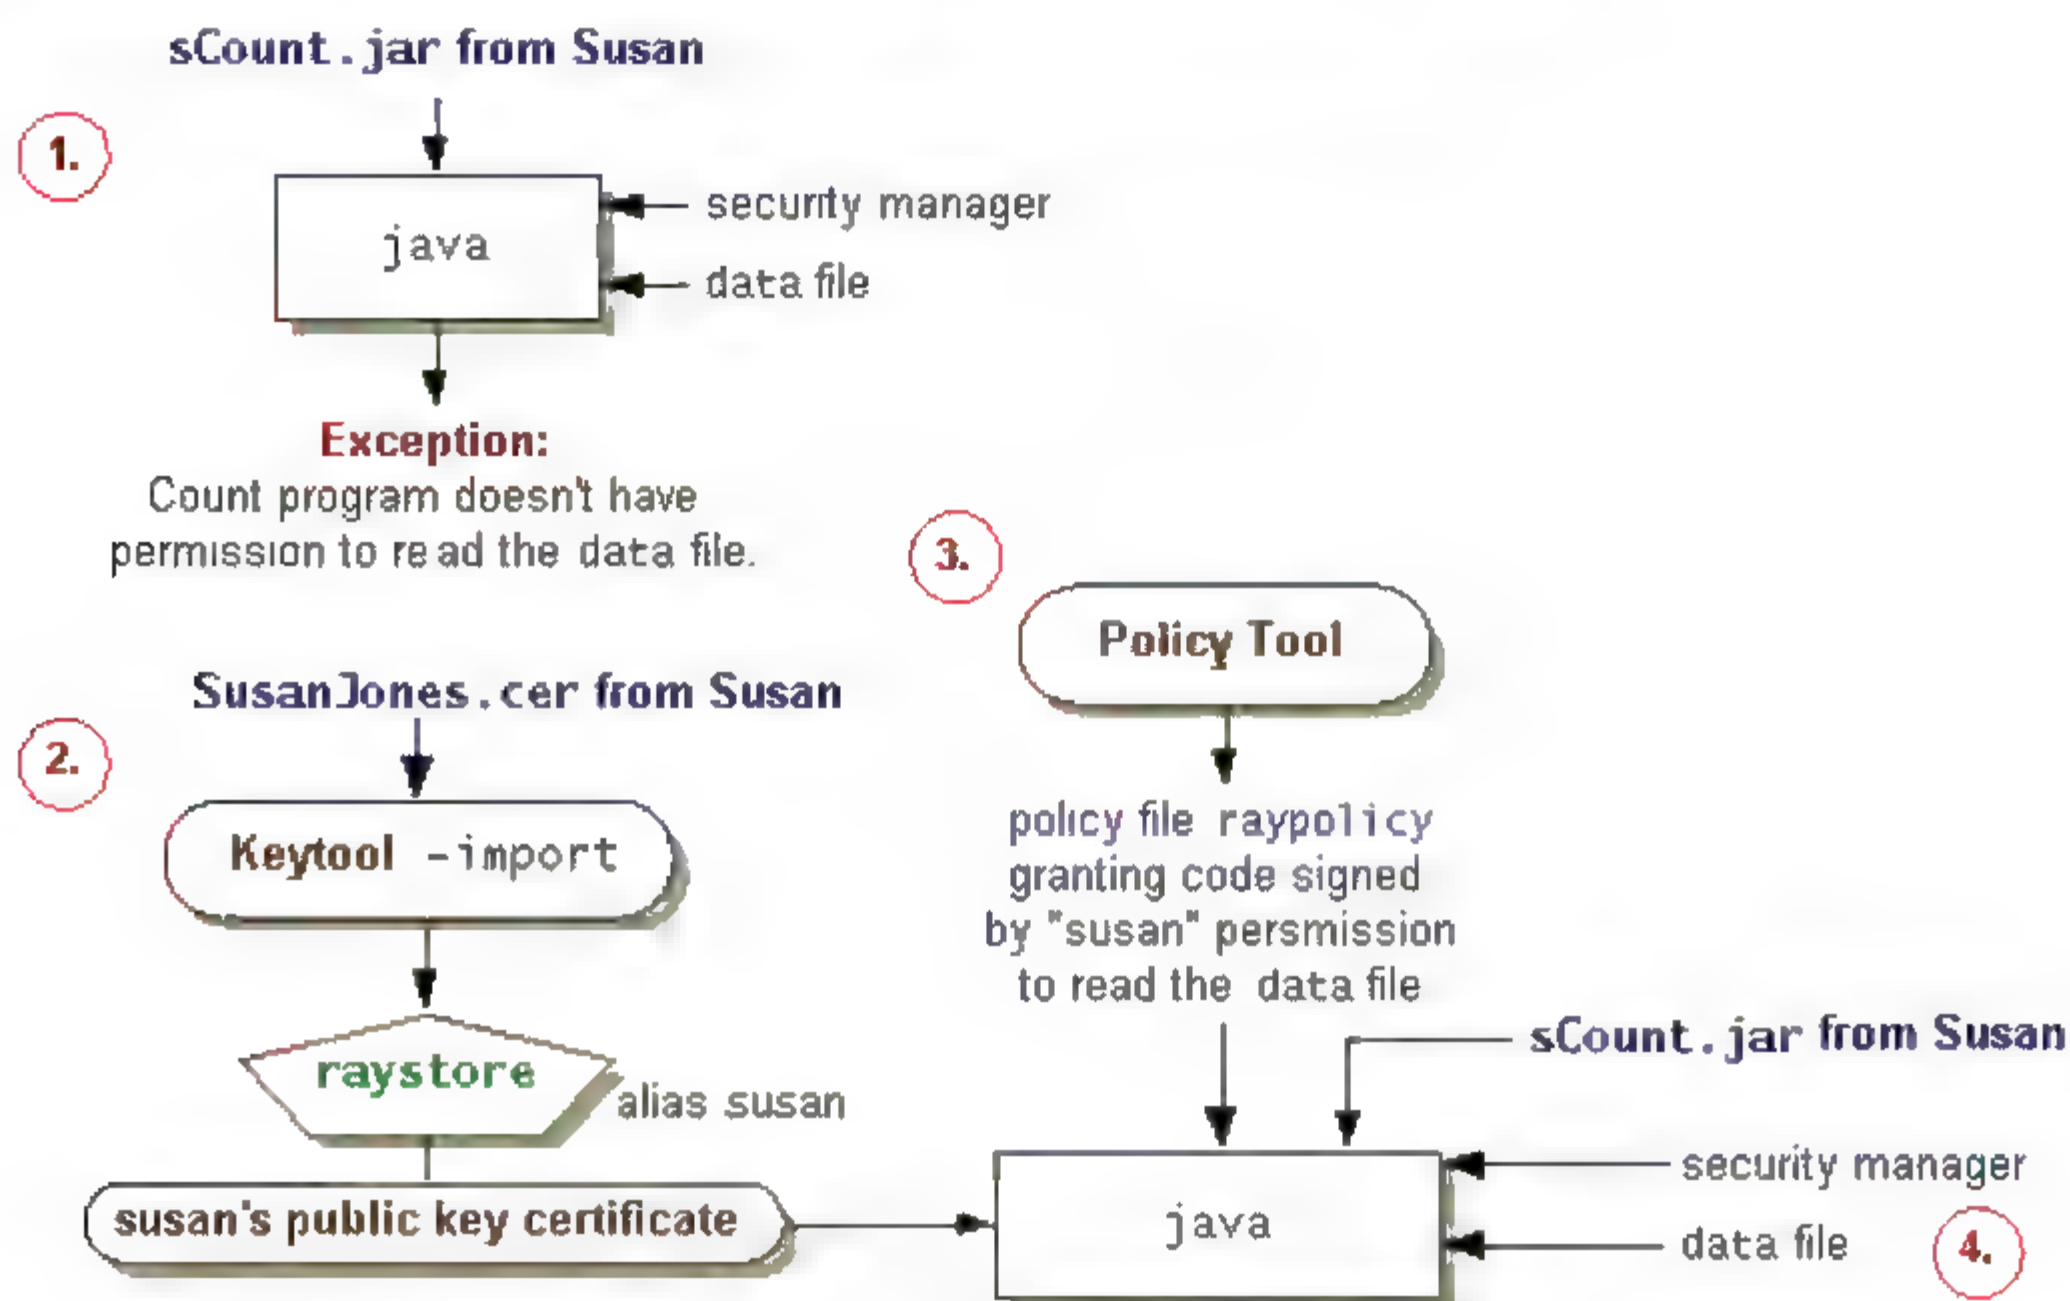 sCount.jar from Susan
1.
java
security manager
data file
Exception:
Count program doesn't have
permission to read the data file.
SusanJones.cer from Susan
2.
Keytool -import
raystore
alias susan
susan's public key certificate
3.
Policy Tool
policy file raypolicy
granting code signed
by "susan" persmission
to read the data file
sCount.jar from Susan
java
security manager
data file
4.